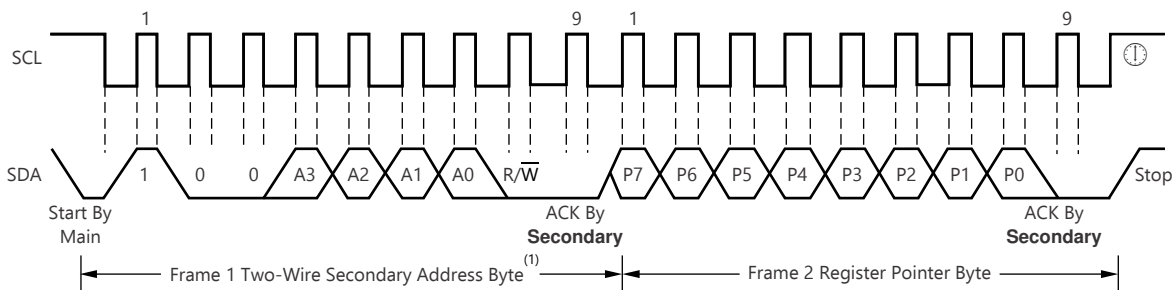 1 9 1 9
SCL
SDA 1 0 0 A3 A2 A1 A0 R/W̅ P7 P6 P5 P4 P3 P2 P1 P0 Stop
Start By ACK By ACK By
Main Secondary Secondary
Frame 1 Two-Wire Secondary Address Byte(1) Frame 2 Register Pointer Byte